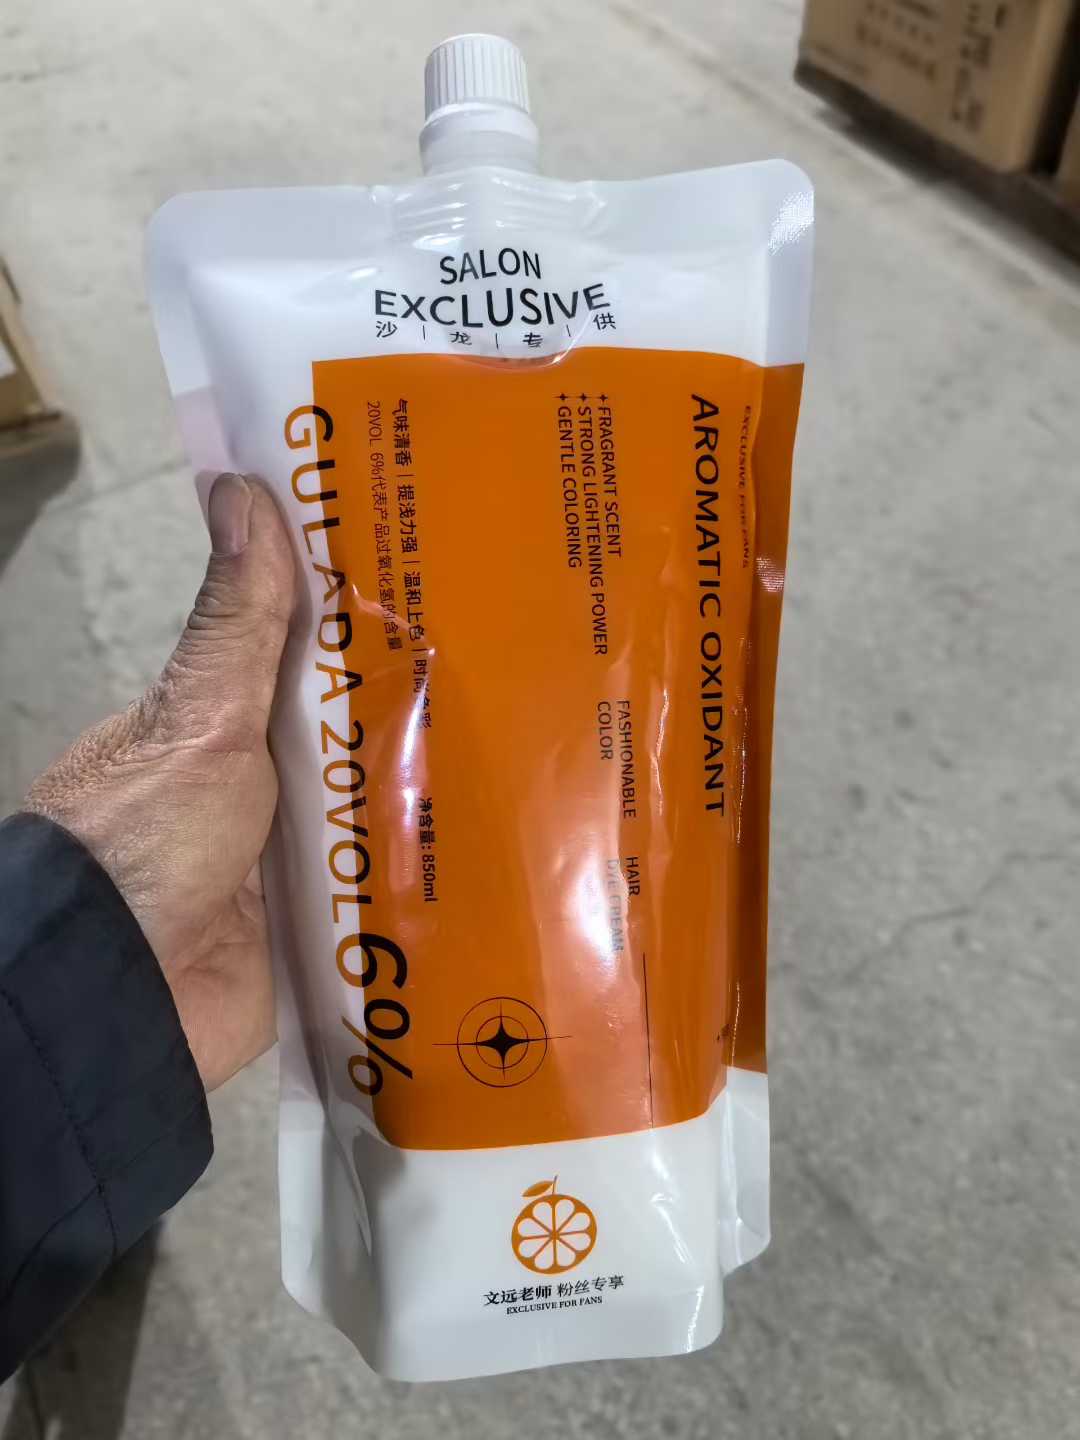 SALON
EXCLUSIVE
沙|龙|专|供
EXCLUSIVE FOR FANS
AROMATIC OXIDANT
✦FRAGRANT SCENT
✦STRONG LIGHTENING POWER
✦GENTLE COLORING
FASHIONABLE
COLOR
HAIR
DYE CREAM
气味清香|提浅力强|温和上色|时尚色彩
20VOL 6%代表产品过氧化氢的含量
净含量: 850ml
GULADA 20VOL6%
文远老师 粉丝专享
EXCLUSIVE FOR FANS